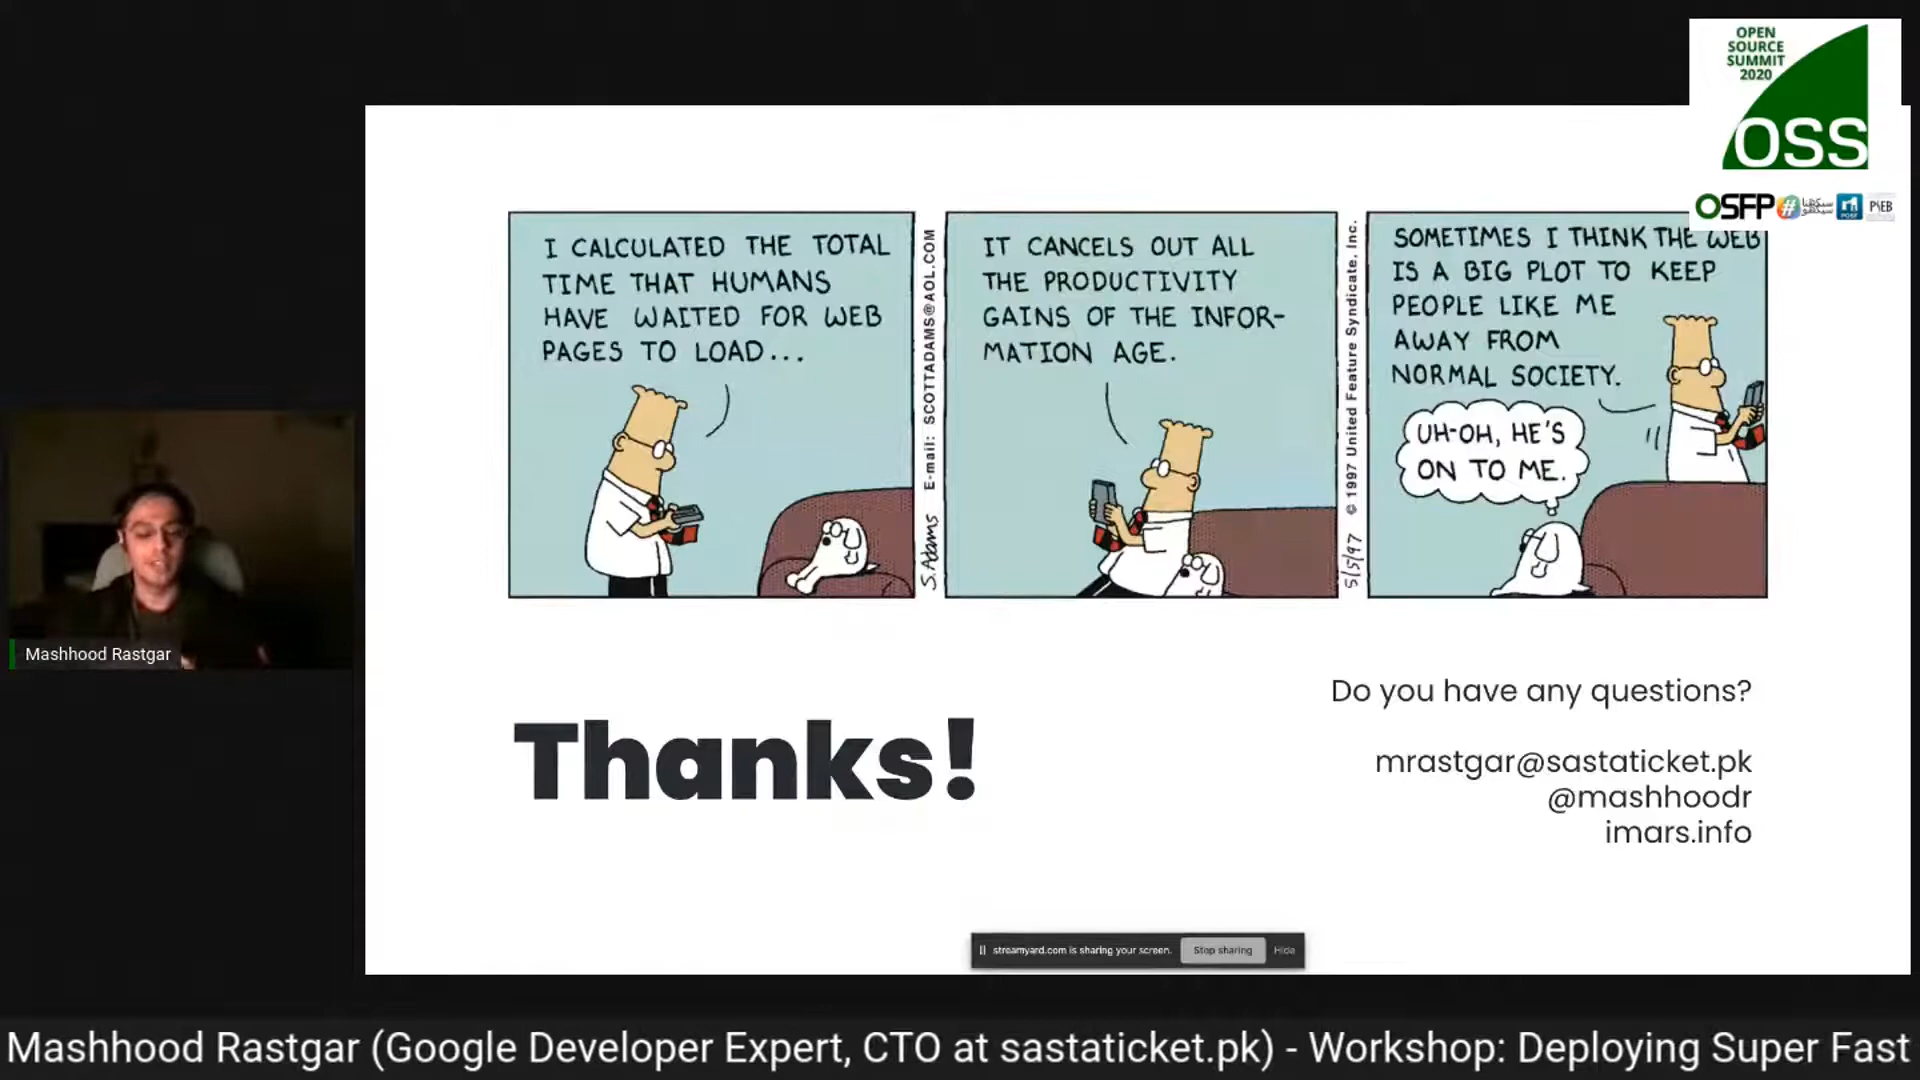 OPEN
SOURCE
SUMMIT
2020
OSS
OSFP
PSEB
I CALCULATED THE TOTAL
TIME THAT HUMANS
HAVE WAITED FOR WEB
PAGES TO LOAD...
S.Adams E-mail: SCOTTADAMS@AOL.COM
IT CANCELS OUT ALL
THE PRODUCTIVITY
GAINS OF THE INFOR-
MATION AGE.
5/5/97 © 1997 United Feature Syndicate, Inc.
SOMETIMES I THINK THE WEB
IS A BIG PLOT TO KEEP
PEOPLE LIKE ME
AWAY FROM
NORMAL SOCIETY.
UH-OH, HE'S
ON TO ME.
Mashhood Rastgar
Thanks!
Do you have any questions?
mrastgar@sastaticket.pk
@mashhoodr
imars.info
streamyard.com is sharing your screen. Stop sharing Hide
Mashhood Rastgar (Google Developer Expert, CTO at sastaticket.pk) - Workshop: Deploying Super Fast